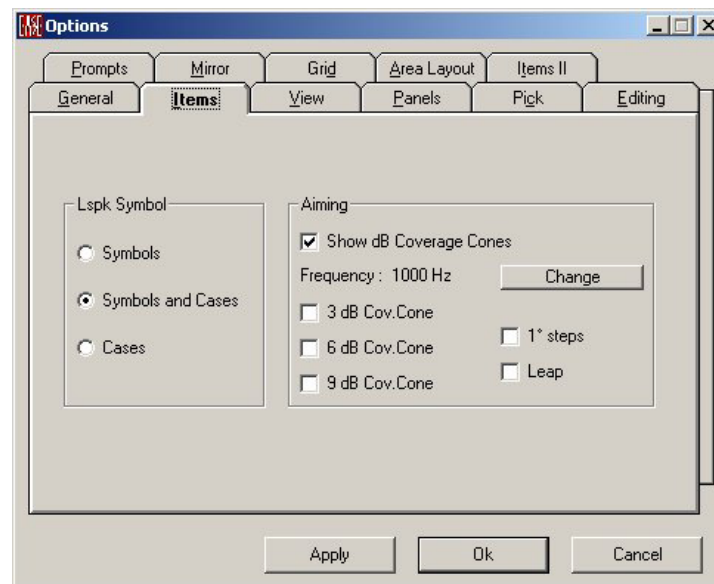 EASE Options
Prompts Mirror Grid Area Layout Items II
General Items View Panels Pick Editing
Lspk Symbol Aiming
Symbols
Symbols and Cases
Cases
Show dB Coverage Cones
Frequency : 1000 Hz Change
3 dB Cov.Cone
6 dB Cov.Cone
9 dB Cov.Cone
1° steps
Leap
Apply Ok Cancel